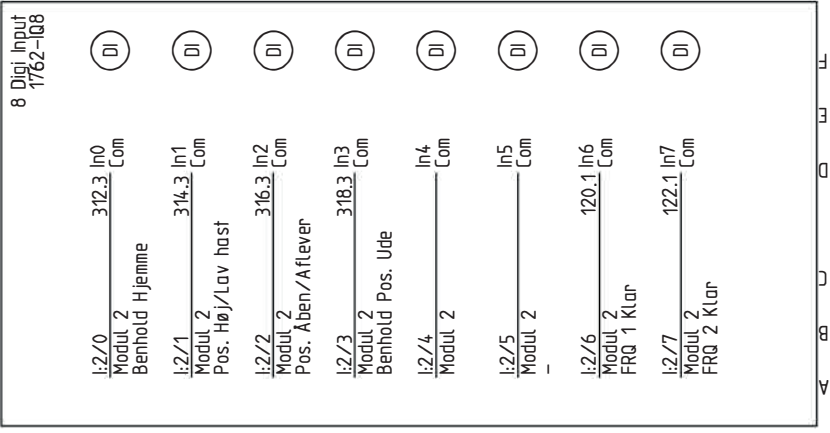 8 Digi Input
1762-IQ8
I:2/0 312.3 In0
Modul 2 Com
Benhold Hjemme
DI
I:2/1 314.3 In1
Modul 2 Com
Pos. Høj/Lav hast
DI
I:2/2 316.3 In2
Modul 2 Com
Pos. Åben/Aflever
DI
I:2/3 318.3 In3
Modul 2 Com
Benhold Pos. Ude
DI
I:2/4 In4
Modul 2 Com
DI
I:2/5 In5
Modul 2 Com
-
DI
I:2/6 120.1 In6
Modul 2 Com
FRQ 1 Klar
DI
I:2/7 122.1 In7
Modul 2 Com
FRQ 2 Klar
DI
A
B
C
D
E
F